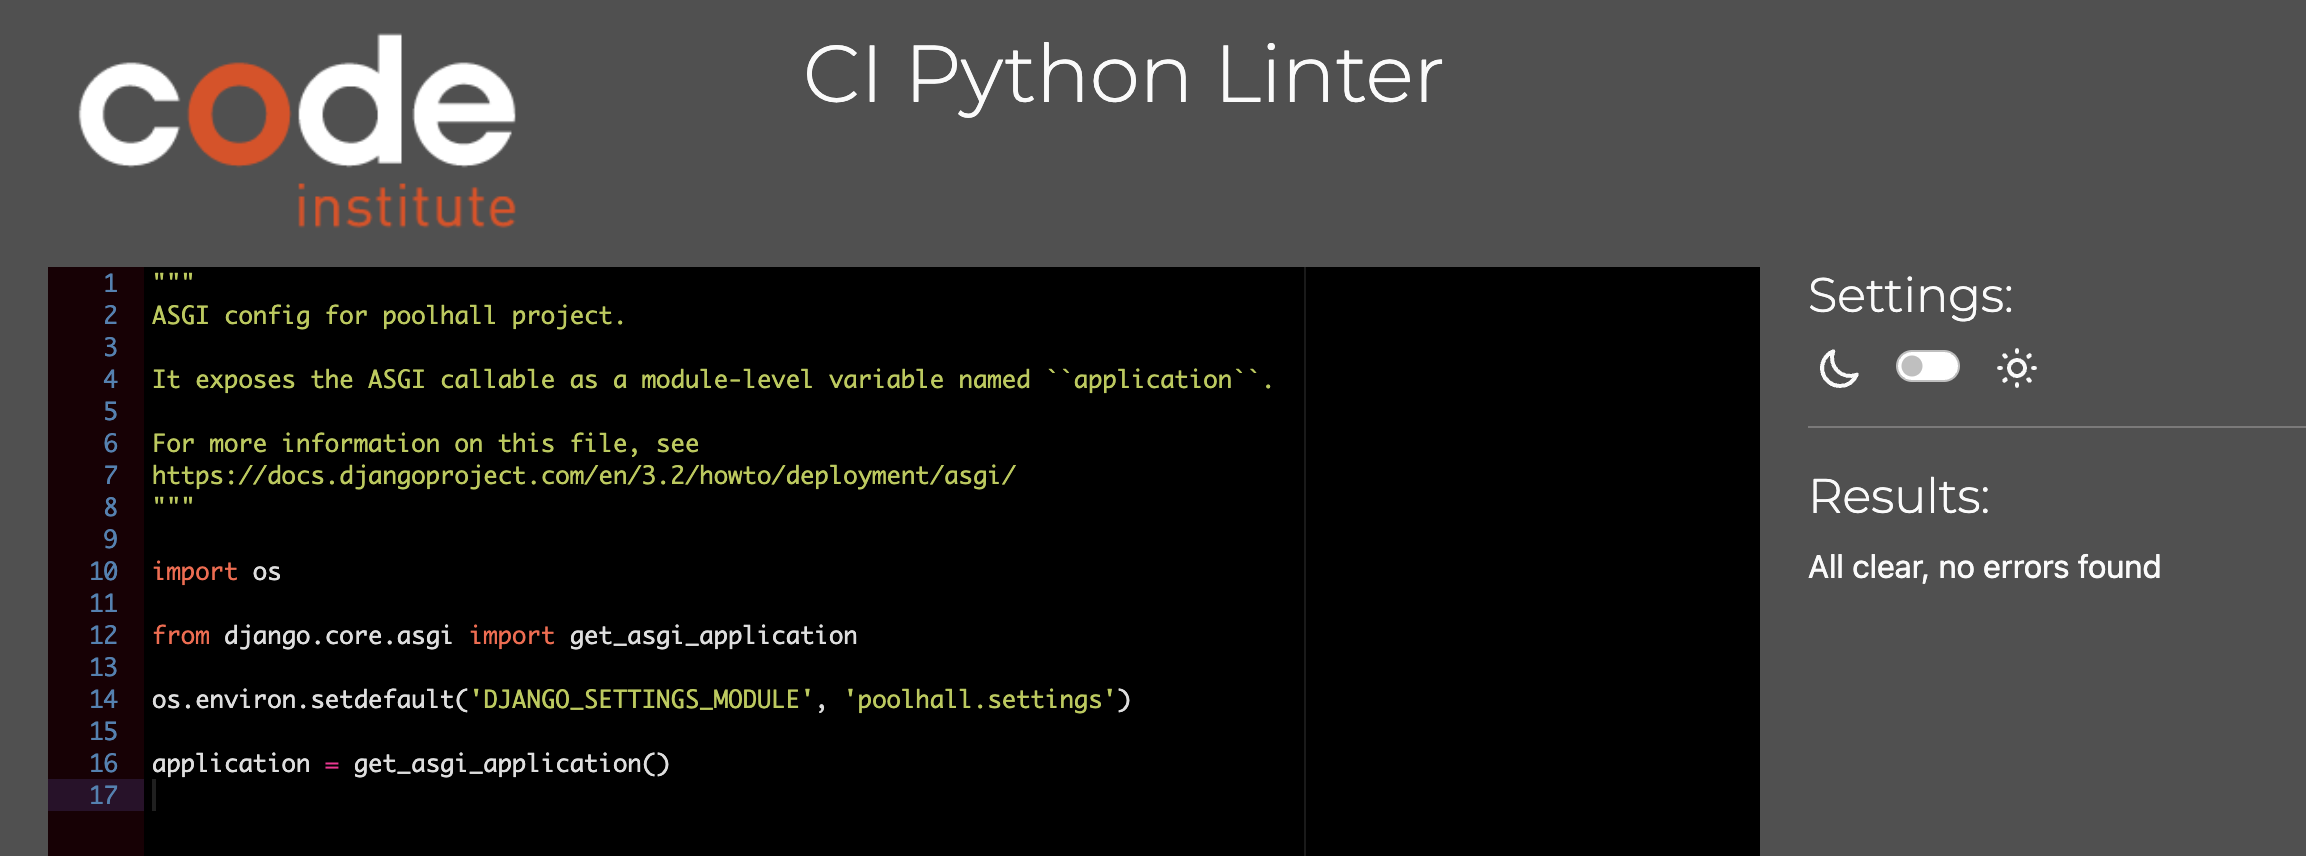 code
institute
CI Python Linter
1 """
2 ASGI config for poolhall project.
3
4 It exposes the ASGI callable as a module-level variable named ``application``.
5
6 For more information on this file, see
7 https://docs.djangoproject.com/en/3.2/howto/deployment/asgi/
8 """
9
10 import os
11
12 from django.core.asgi import get_asgi_application
13
14 os.environ.setdefault('DJANGO_SETTINGS_MODULE', 'poolhall.settings')
15
16 application = get_asgi_application()
17
Settings:
Results:
All clear, no errors found